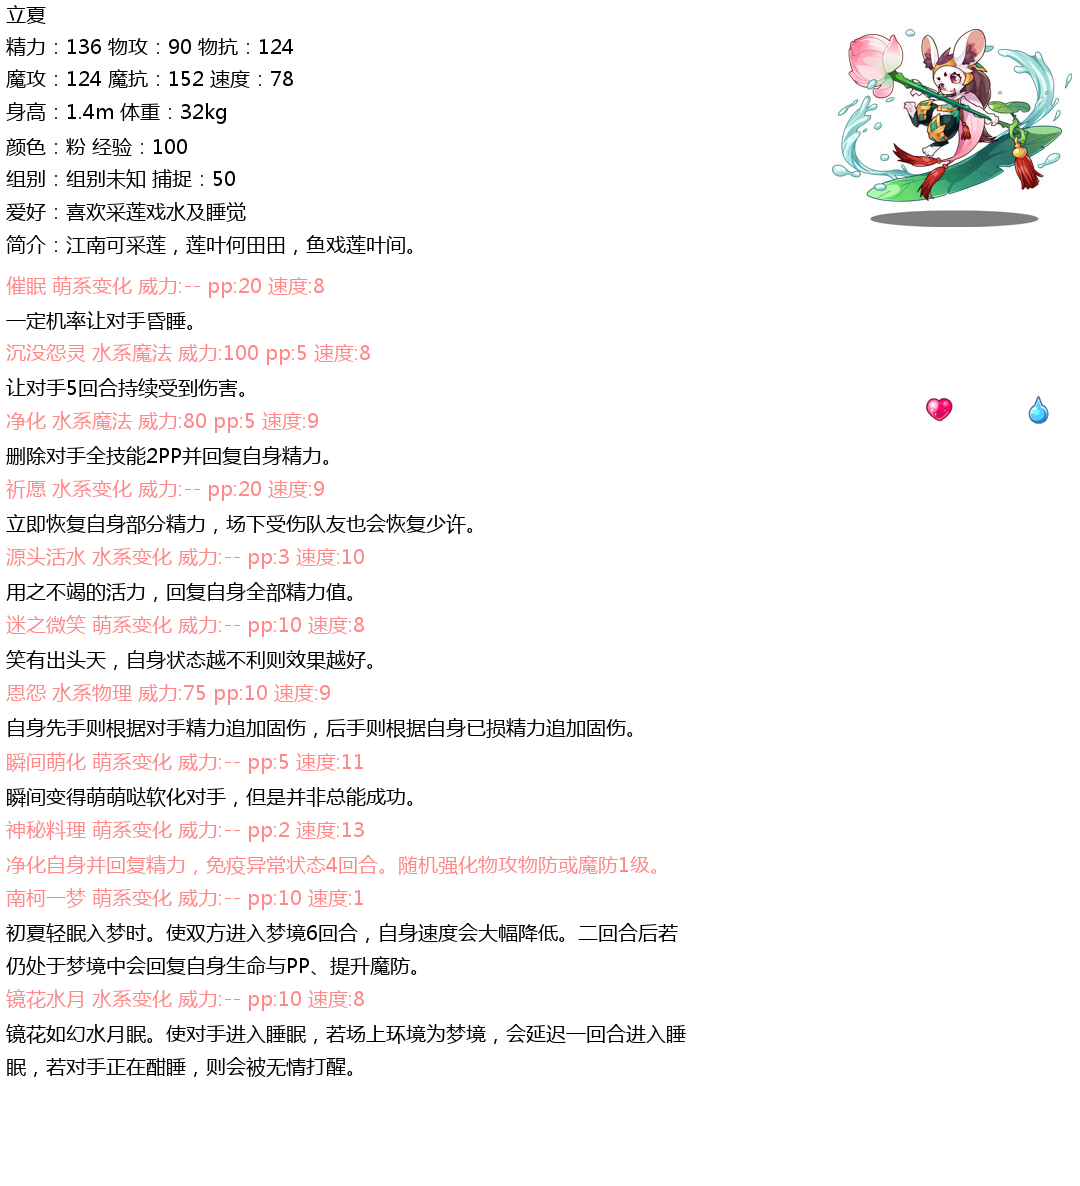 立夏
精力：136 物攻：90 物抗：124
魔攻：124 魔抗：152 速度：78
身高：1.4m 体重：32kg
颜色：粉 经验：100
组别：组别未知 捕捉：50
爱好：喜欢采莲戏水及睡觉
简介：江南可采莲，莲叶何田田，鱼戏莲叶间。
催眠 萌系变化 威力:-- pp:20 速度:8
一定机率让对手昏睡。
沉没怨灵 水系魔法 威力:100 pp:5 速度:8
让对手5回合持续受到伤害。
净化 水系魔法 威力:80 pp:5 速度:9
删除对手全技能2PP并回复自身精力。
祈愿 水系变化 威力:-- pp:20 速度:9
立即恢复自身部分精力，场下受伤队友也会恢复少许。
源头活水 水系变化 威力:-- pp:3 速度:10
用之不竭的活力，回复自身全部精力值。
迷之微笑 萌系变化 威力:-- pp:10 速度:8
笑有出头天，自身状态越不利则效果越好。
恩怨 水系物理 威力:75 pp:10 速度:9
自身先手则根据对手精力追加固伤，后手则根据自身已损精力追加固伤。
瞬间萌化 萌系变化 威力:-- pp:5 速度:11
瞬间变得萌萌哒软化对手，但是并非总能成功。
神秘料理 萌系变化 威力:-- pp:2 速度:13
净化自身并回复精力，免疫异常状态4回合。随机强化物攻物防或魔防1级。
南柯一梦 萌系变化 威力:-- pp:10 速度:1
初夏轻眠入梦时。使双方进入梦境6回合，自身速度会大幅降低。二回合后若
仍处于梦境中会回复自身生命与PP、提升魔防。
镜花水月 水系变化 威力:-- pp:10 速度:8
镜花如幻水月眠。使对手进入睡眠，若场上环境为梦境，会延迟一回合进入睡
眠，若对手正在酣睡，则会被无情打醒。